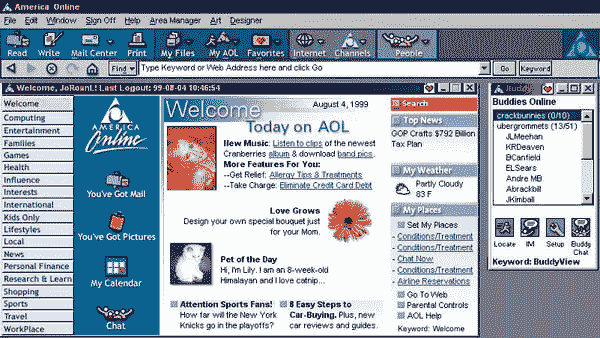 America Online
File Edit Window Sign Off Print Area Manager Art Designer
Read Write Mail Center Print My Files My AOL Favorites Internet Channels People
Find Type Keyword or Web Address here and click Go Go Keyword
Welcome, JoRoanL! Last Logout: 99-08-04 10:46:54
Welcome
Computing
Entertainment
Families
Games
Health
Influence
Interests
International
Kids Only
Lifestyles
Local
News
Personal Finance
Research & Learn
Shopping
Sports
Travel
WorkPlace
AMERICA
Online
You've Got Mail
You've Got Pictures
My Calendar
Chat
Welcome August 4, 1999
Today on AOL
New Music: Listen to clips of the newest
Cranberries album & download band pics.
More Features For You:
--Get Relief: Allergy Tips & Treatments
--Take Charge: Eliminate Credit Card Debt
Love Grows
Design your own special bouquet just
for your Mom.
Pet of the Day
Hi, I'm Lily. I am an 8-week-old
Himalayan and I love catnip...
Attention Sports Fans!
How far will the New York
Knicks go in the playoffs?
8 Easy Steps to
Car-Buying. Plus, new
car reviews and guides.
Search
Top News
GOP Crafts $792 Billion
Tax Plan
My Weather
Partly Cloudy
83 F
My Places
Set My Places
- Conditions/Treatment
- Chat Now
- Conditions/Treatment
- Conditions/Treatment
- Airline Reservations
Go To Web
Parental Controls
AOL Help
Keyword: Welcome
Buddy
Buddies Online
crackbunnies (0/10)
ubergrommets (13/51)
JLMeehan
KRDeaven
BCanfield
ELSears
Andre MB
Abrackbill
JKimball
Locate IM Setup Buddy Chat
Keyword: BuddyView